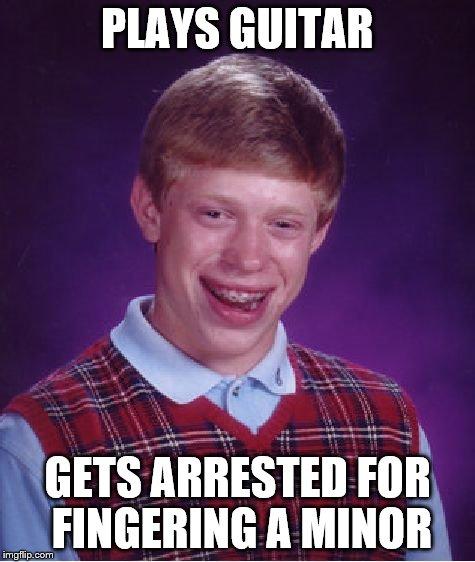 PLAYS GUITAR
GETS ARRESTED FOR
FINGERING A MINOR
imgflip.com